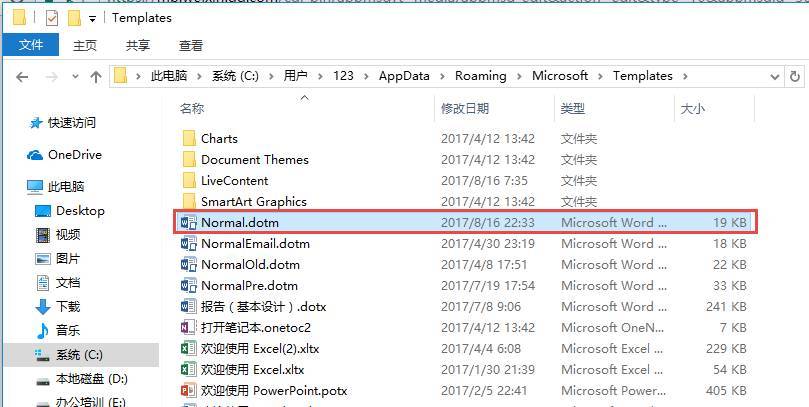 Templates
文件 主页 共享 查看
此电脑 系统 (C:) 用户 123 AppData Roaming Microsoft Templates
名称 修改日期 类型 大小
快速访问
OneDrive
此电脑
Desktop
视频
图片
文档
下载
音乐
系统 (C:)
本地磁盘 (D:)
办公培训 (E:)
Charts 2017/4/12 13:42 文件夹
Document Themes 2017/4/12 13:42 文件夹
LiveContent 2017/8/16 7:35 文件夹
SmartArt Graphics 2017/4/12 13:42 文件夹
Normal.dotm 2017/8/16 22:33 Microsoft Word ... 19 KB
NormalEmail.dotm 2017/4/30 23:19 Microsoft Word ... 18 KB
NormalOld.dotm 2017/4/8 17:51 Microsoft Word ... 22 KB
NormalPre.dotm 2017/7/19 17:54 Microsoft Word ... 33 KB
报告（基本设计）.dotx 2017/7/8 9:06 Microsoft Word ... 241 KB
打开笔记本.onetoc2 2017/4/12 13:42 Microsoft OneN... 7 KB
欢迎使用 Excel(2).xltx 2017/4/4 6:08 Microsoft Excel ... 229 KB
欢迎使用 Excel.xltx 2017/1/30 21:39 Microsoft Excel ... 54 KB
欢迎使用 PowerPoint.potx 2017/2/5 22:41 Microsoft Power... 405 KB